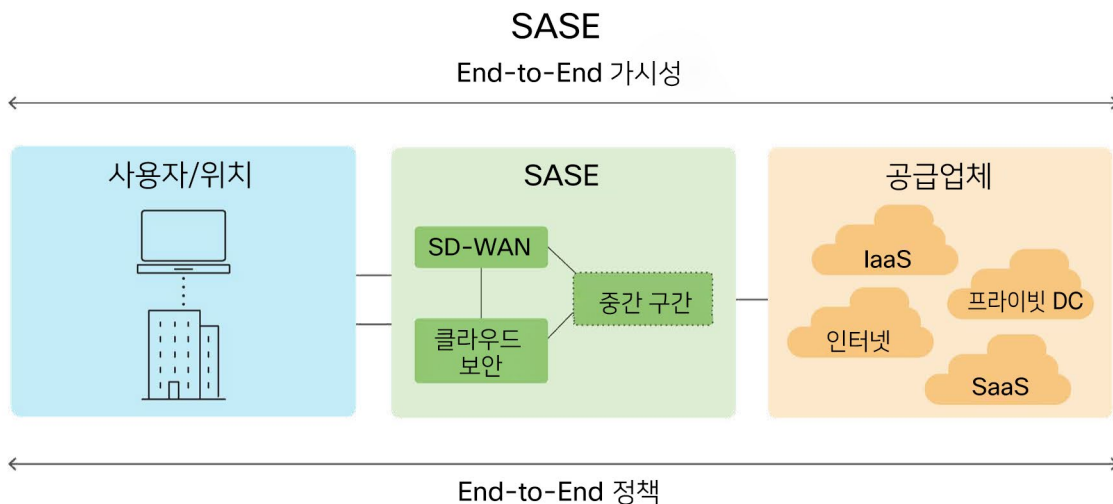 SASE
End-to-End 가시성
사용자/위치
SASE
SD-WAN
클라우드
보안
중간 구간
공급업체
IaaS
프라이빗 DC
인터넷
SaaS
End-to-End 정책